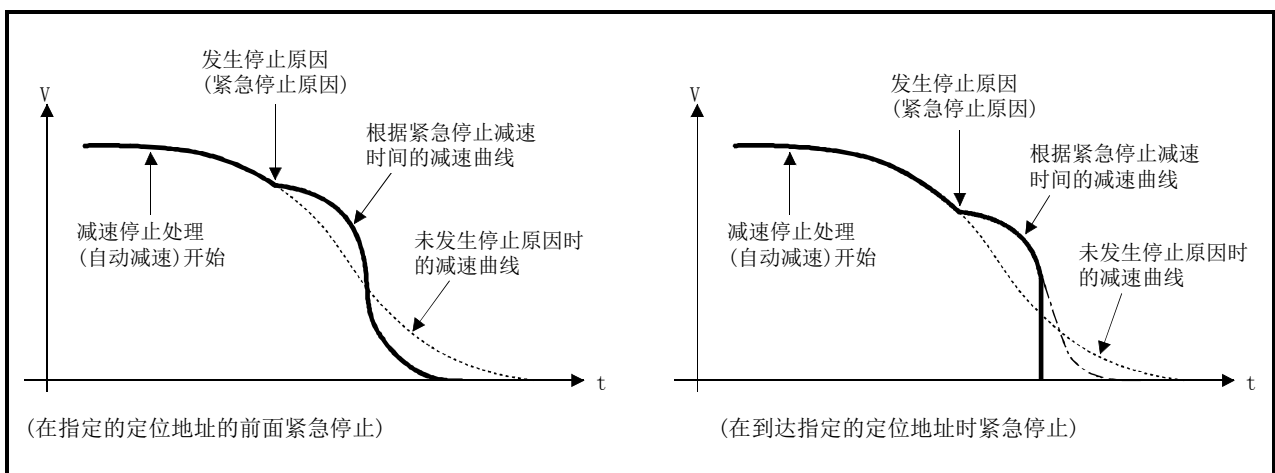 发生停止原因
(紧急停止原因)
V
根据紧急停止减速
时间的减速曲线
减速停止处理
(自动减速)开始
未发生停止原因时
的减速曲线
t
(在指定的定位地址的前面紧急停止)
发生停止原因
(紧急停止原因)
V
根据紧急停止减速
时间的减速曲线
减速停止处理
(自动减速)开始
未发生停止原因时
的减速曲线
t
(在到达指定的定位地址时紧急停止)